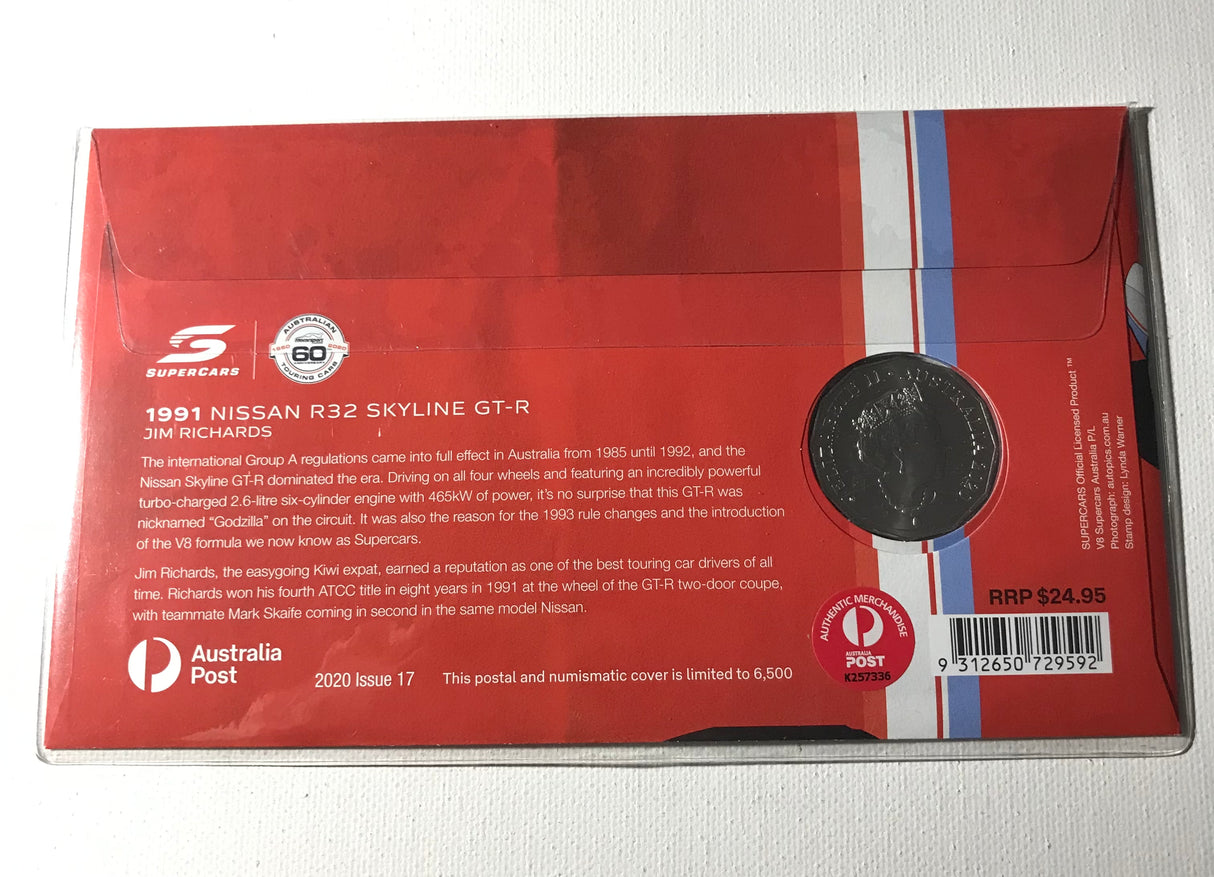 SUPERCARS
AUSTRALIAN
1960 60 2020
TOURING CARS
1991 NISSAN R32 SKYLINE GT-R
JIM RICHARDS
The international Group A regulations came into full effect in Australia from 1985 until 1992, and the
Nissan Skyline GT-R dominated the era. Driving on all four wheels and featuring an incredibly powerful
turbo-charged 2.6-litre six-cylinder engine with 465kW of power, it's no surprise that this GT-R was
nicknamed “Godzilla” on the circuit. It was also the reason for the 1993 rule changes and the introduction
of the V8 formula we now know as Supercars.
Jim Richards, the easygoing Kiwi expat, earned a reputation as one of the best touring car drivers of all
time. Richards won his fourth ATCC title in eight years in 1991 at the wheel of the GT-R two-door coupe,
with teammate Mark Skaife coming in second in the same model Nissan.
Australia
Post
2020 Issue 17
This postal and numismatic cover is limited to 6,500
ELIZABETH II • AUSTRALIA 2020
SUPERCARS Official Licensed Product ™
V8 Supercars Australia P/L
Photograph: autopics.com.au
Stamp design: Lynda Warner
AUTHENTIC MERCHANDISE
AUSTRALIA
POST
K257336
RRP $24.95
9 312650 729592